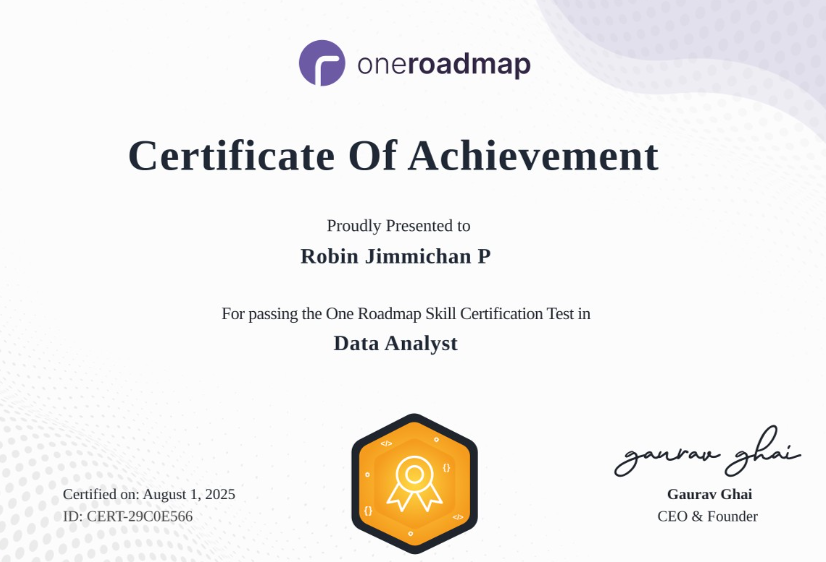 oneroadmap
Certificate Of Achievement
Proudly Presented to
Robin Jimmichan P
For passing the One Roadmap Skill Certification Test in
Data Analyst
</>
{}
{}
</>
gaurav ghai
Certified on: August 1, 2025
ID: CERT-29C0E566
Gaurav Ghai
CEO & Founder